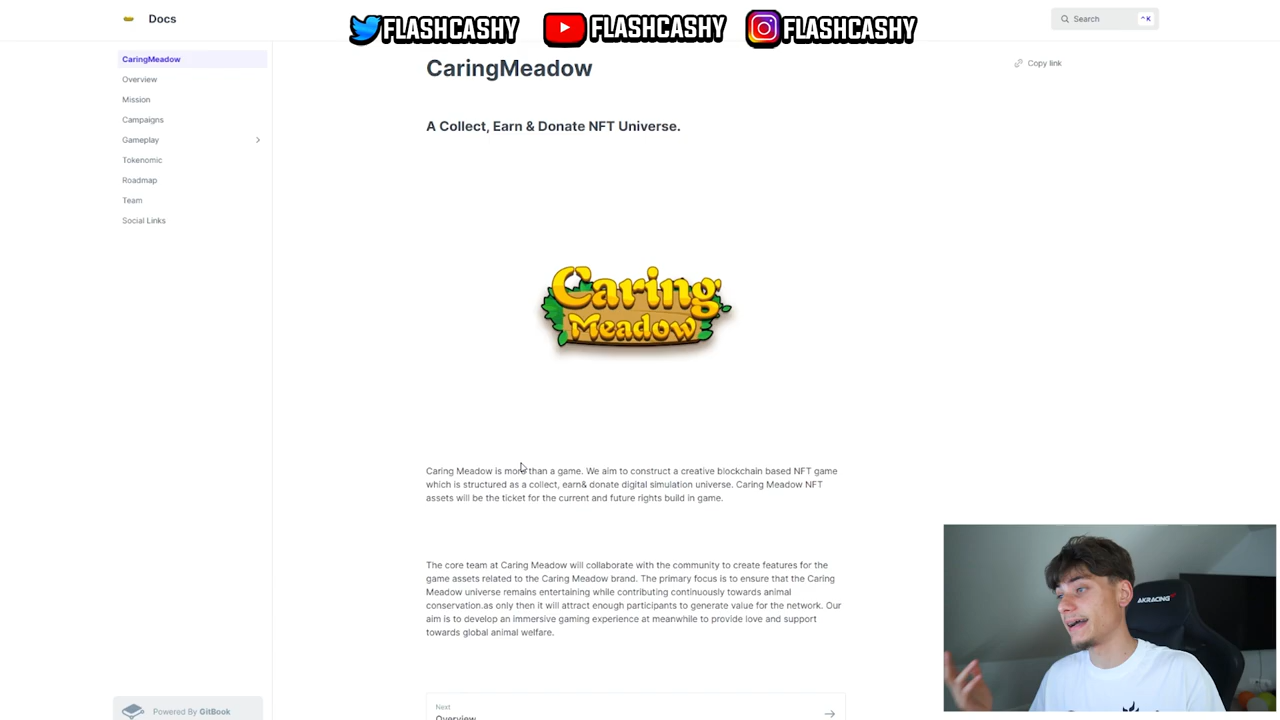 Docs
FLASHCASHY
FLASHCASHY
FLASHCASHY
Search
^K
CaringMeadow
Overview
Mission
Campaigns
Gameplay
Tokenomic
Roadmap
Team
Social Links
CaringMeadow
Copy link
A Collect, Earn & Donate NFT Universe.
Caring
Meadow
Caring Meadow is more than a game. We aim to construct a creative blockchain based NFT game
which is structured as a collect, earn& donate digital simulation universe. Caring Meadow NFT
assets will be the ticket for the current and future rights build in game.
The core team at Caring Meadow will collaborate with the community to create features for the
game assets related to the Caring Meadow brand. The primary focus is to ensure that the Caring
Meadow universe remains entertaining while contributing continuously towards animal
conservation.as only then it will attract enough participants to generate value for the network. Our
aim is to develop an immersive gaming experience at meanwhile to provide love and support
towards global animal welfare.
Next
Overview
Powered By GitBook
AKRACING